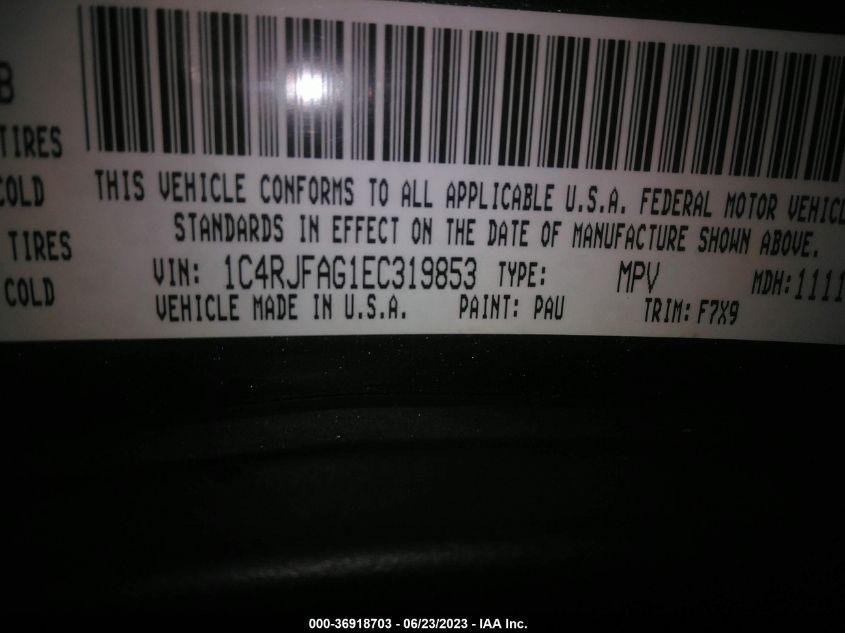 B
TIRES
COLD
TIRES
COLD
THIS VEHICLE CONFORMS TO ALL APPLICABLE U.S.A. FEDERAL MOTOR VEHICL
STANDARDS IN EFFECT ON THE DATE OF MANUFACTURE SHOWN ABOVE.
VIN: 1C4RJFAG1EC319853 TYPE: MPV MDH:1111
VEHICLE MADE IN U.S.A. PAINT: PAU TRIM: F7X9
000-36918703 - 06/23/2023 - IAA Inc.